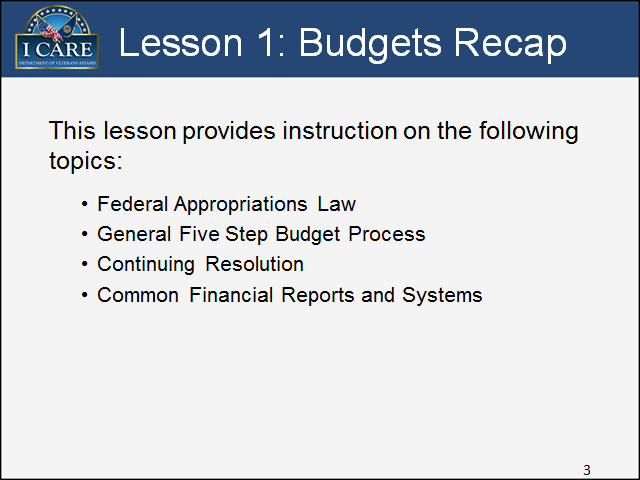 I CARE
DEPARTMENT OF VETERANS AFFAIRS
Lesson 1: Budgets Recap
This lesson provides instruction on the following
topics:
• Federal Appropriations Law
• General Five Step Budget Process
• Continuing Resolution
• Common Financial Reports and Systems
3